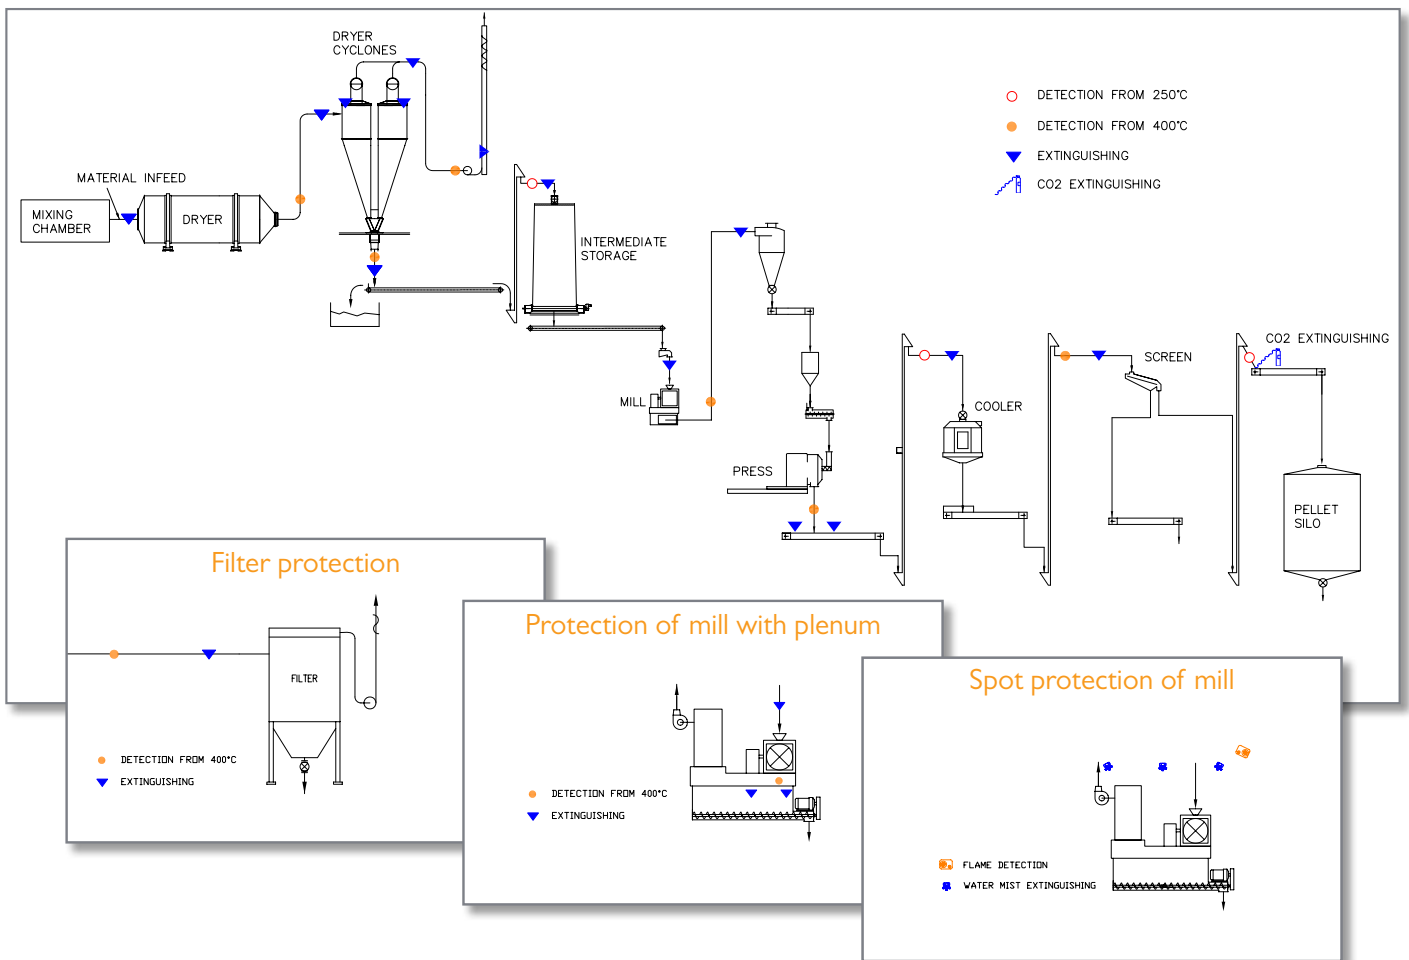 DRYER
CYCLONES
DETECTION FROM 250°C
DETECTION FROM 400°C
EXTINGUISHING
CO2 EXTINGUISHING
MATERIAL INFEED
MIXING
CHAMBER
DRYER
INTERMEDIATE
STORAGE
MILL
PRESS
COOLER
SCREEN
CO2 EXTINGUISHING
PELLET
SILO
Filter protection
FILTER
DETECTION FROM 400°C
EXTINGUISHING
Protection of mill with plenum
DETECTION FROM 400°C
EXTINGUISHING
Spot protection of mill
FLAME DETECTION
WATER MIST EXTINGUISHING